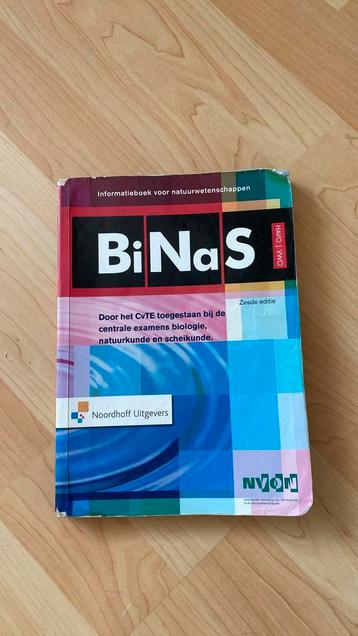 Informatieboek voor natuurwetenschappen
BiNaS
HAVO | VWO
Zesde editie
Door het CvTE toegestaan bij de
centrale examens biologie,
natuurkunde en scheikunde.
Noordhoff Uitgevers
NVON